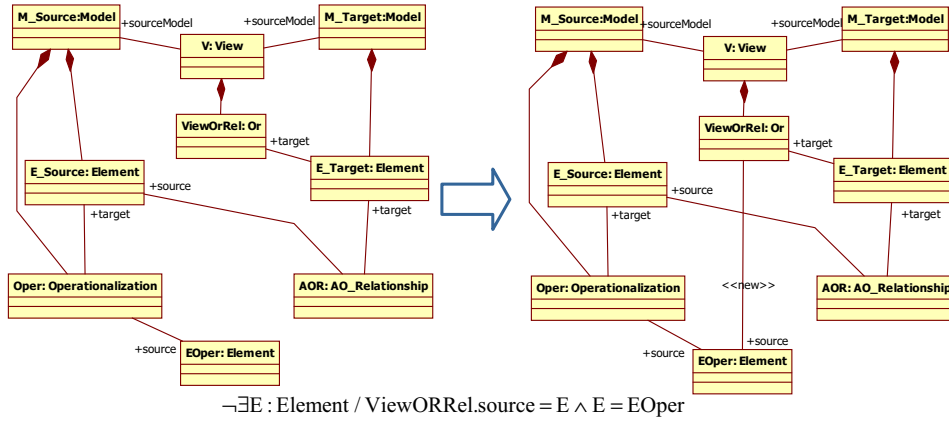 M_Source:Model
+sourceModel
+sourceModel
M_Target:Model
V: View
ViewOrRel: Or
+target
E_Source: Element
+source
E_Target: Element
+target
+target
Oper: Operationalization
AOR: AO_Relationship
+source
EOper: Element
M_Source:Model
+sourceModel
+sourceModel
M_Target:Model
V: View
ViewOrRel: Or
+target
E_Source: Element
+source
E_Target: Element
+target
+target
Oper: Operationalization
<<new>>
AOR: AO_Relationship
+source
+source
EOper: Element
¬∃E : Element / ViewORRel.source = E ∧ E = EOper